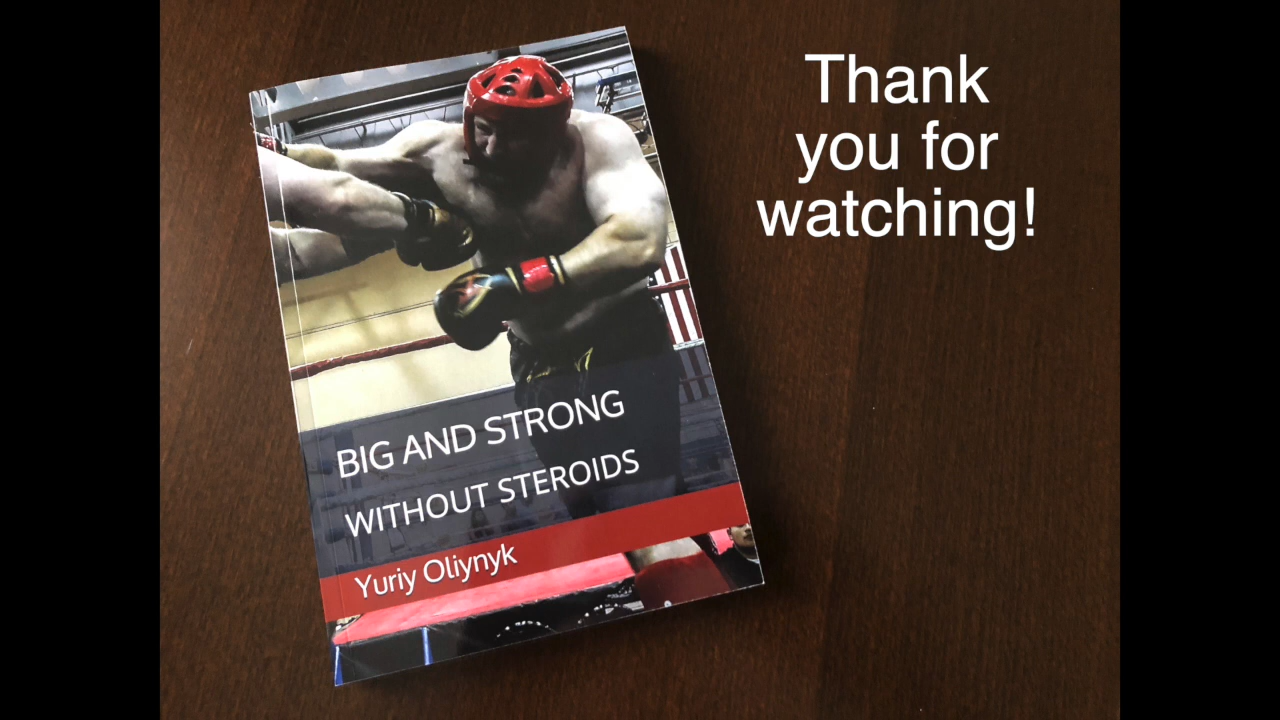 BIG AND STRONG
WITHOUT STEROIDS
Yuriy Oliynyk
Thank
you for
watching!